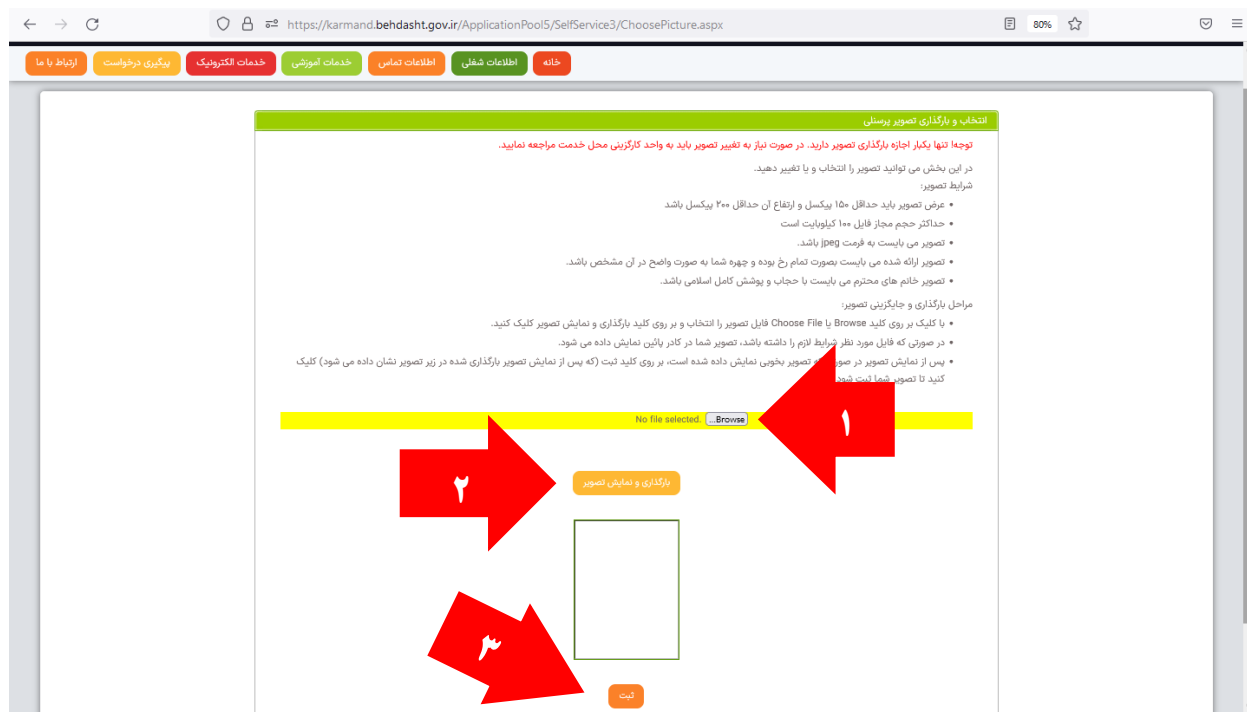 https://karmand.behdasht.gov.ir/ApplicationPool5/SelfService3/ChoosePicture.aspx
80%
خانه
اطلاعات شغلی
اطلاعات تماس
خدمات آموزشی
خدمات الکترونیک
پیگیری درخواست
ارتباط با ما
انتخاب و بارگذاری تصویر پرسنلی
توجه! تنها یکبار اجازه بارگذاری تصویر دارید. در صورت نیاز به تغییر تصویر باید به واحد کارگزینی محل خدمت مراجعه نمایید.
در این بخش می توانید تصویر را انتخاب و یا تغییر دهید.
شرایط تصویر:
• عرض تصویر باید حداقل ۱۵۰ پیکسل و ارتفاع آن حداقل ۲۰۰ پیکسل باشد
• حداکثر حجم مجاز فایل ۱۰۰ کیلوبایت است
• تصویر می بایست به فرمت jpeg باشد.
• تصویر ارائه شده می بایست بصورت تمام رخ بوده و چهره شما به صورت واضح در آن مشخص باشد.
• تصویر خانم های محترم می بایست با حجاب و پوشش کامل اسلامی باشد.
مراحل بارگذاری و جایگزینی تصویر:
• با کلیک بر روی کلید Browse یا Choose File فایل تصویر را انتخاب و بر روی کلید بارگذاری و نمایش تصویر کلیک کنید.
• در صورتی که فایل مورد نظر شرایط لازم را داشته باشد، تصویر شما در کادر پائین نمایش داده می شود.
• پس از نمایش تصویر در صورتی که تصویر بخوبی نمایش داده شده است، بر روی کلید ثبت (که پس از نمایش تصویر بارگذاری شده در زیر تصویر نشان داده می شود) کلیک
کنید تا تصویر شما ثبت شود
Browse... No file selected.
۱
بارگذاری و نمایش تصویر
۲
۳
ثبت